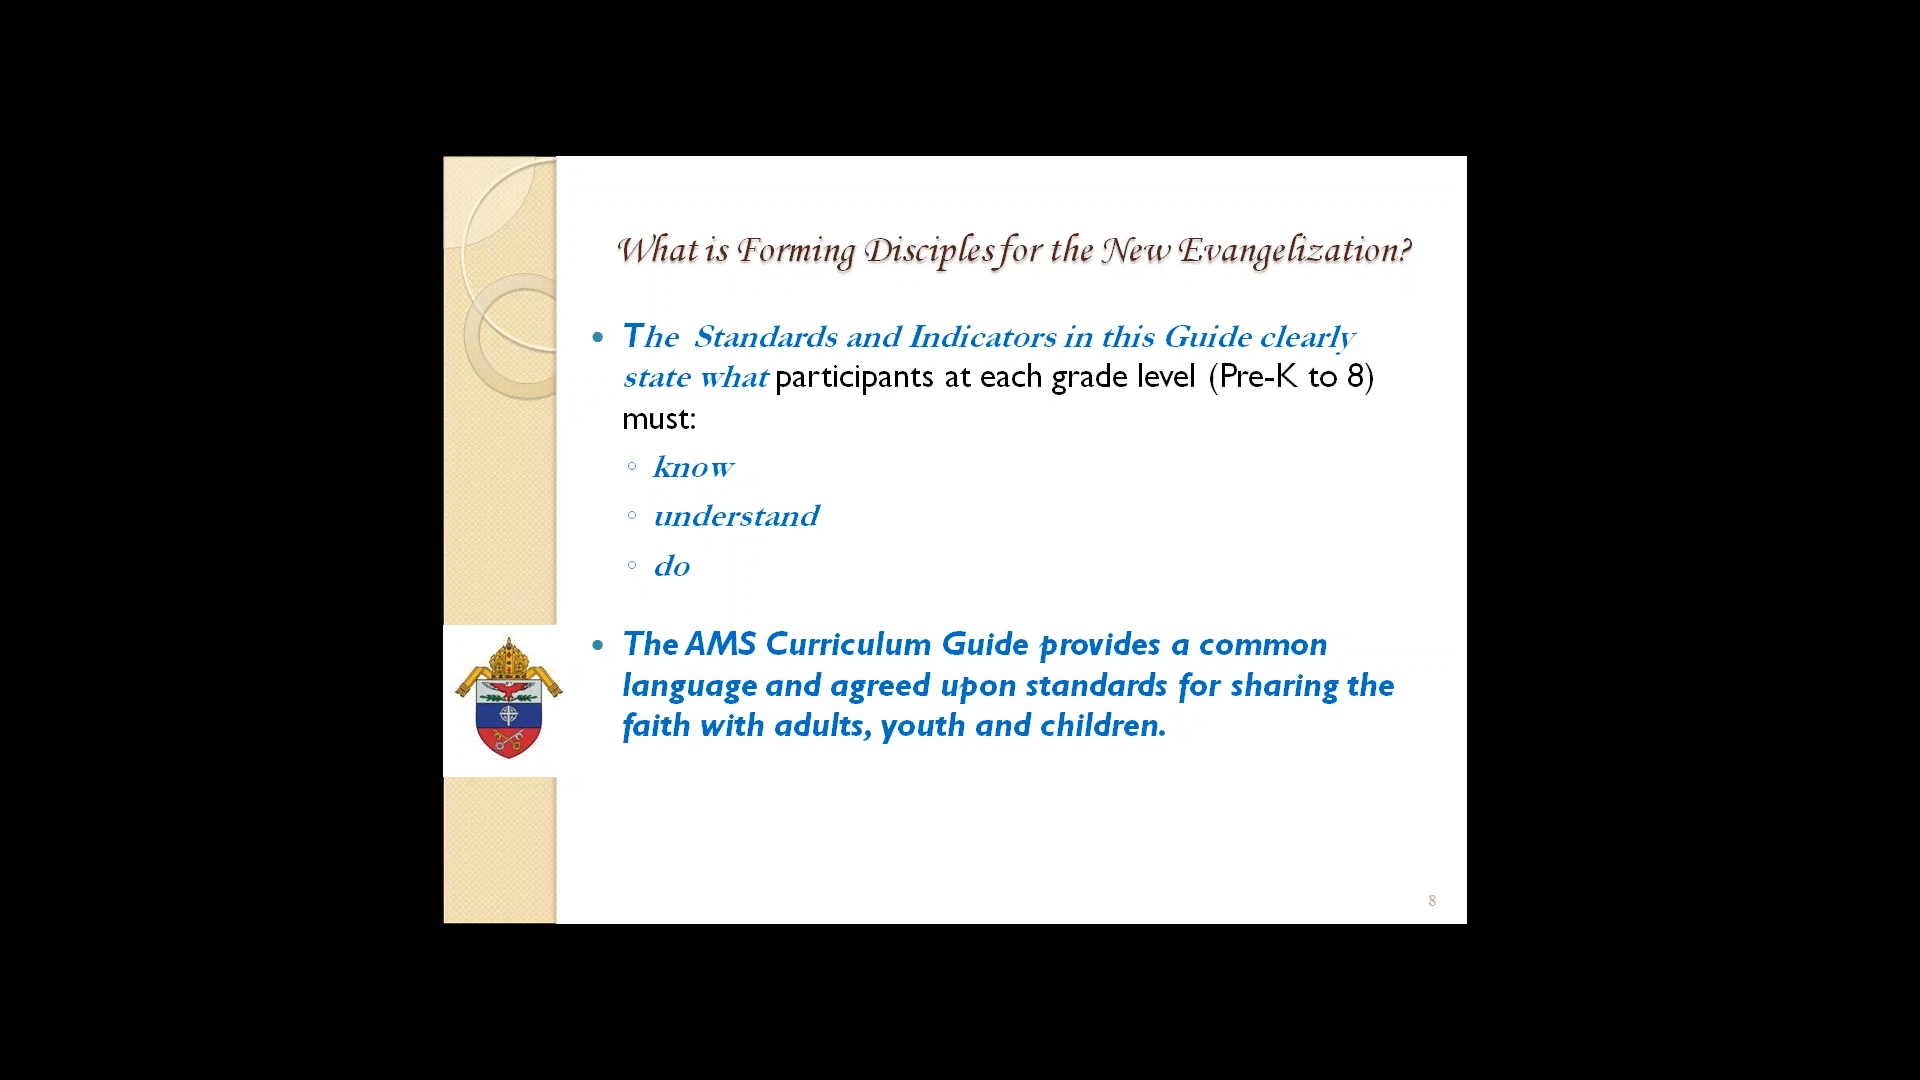 What is Forming Disciples for the New Evangelization?
• The Standards and Indicators in this Guide clearly
state what participants at each grade level (Pre-K to 8)
must:
◦ know
◦ understand
◦ do
• The AMS Curriculum Guide provides a common
language and agreed upon standards for sharing the
faith with adults, youth and children.
8